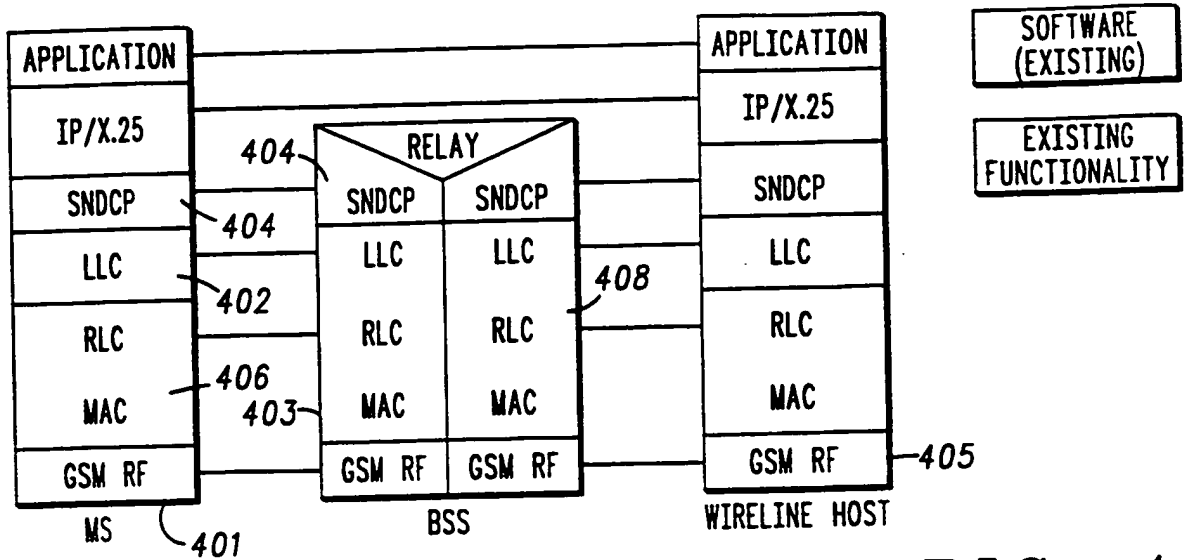 APPLICATION
IP/X.25
SNDCP
404
LLC
402
RLC
406
MAC
GSM RF
MS
401
RELAY
404
SNDCP SNDCP
LLC LLC
408
RLC RLC
MAC MAC
403
GSM RF GSM RF
BSS
APPLICATION
IP/X.25
SNDCP
LLC
RLC
MAC
GSM RF
405
WIRELINE HOST
SOFTWARE
(EXISTING)
EXISTING
FUNCTIONALITY